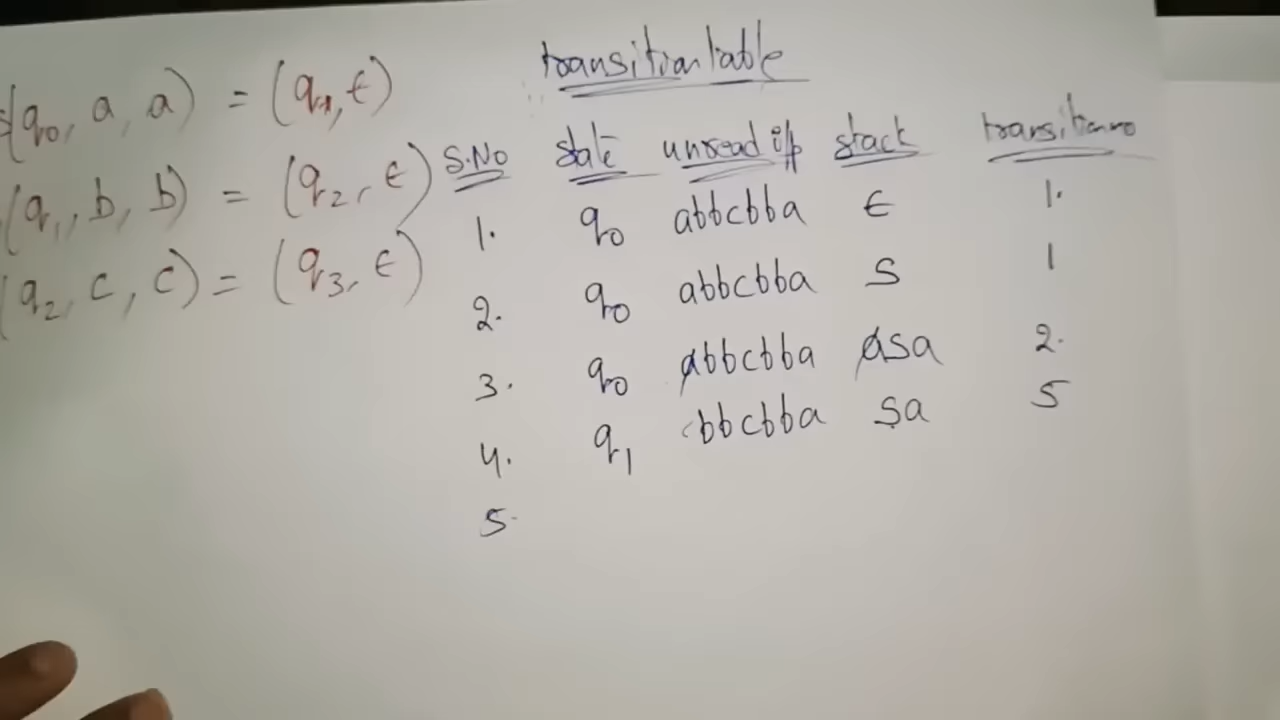 transition table
(q0, a, a) = (q1, ϵ)
(q1, b, b) = (q2, ϵ)
(q2, c, c) = (q3, ϵ)
S.No state unread i/p stack transition no
1. q0 abbcbba ϵ 1.
2. q0 abbcbba S 1
3. q0 abbcbba aSa 2.
4. q1 bbcbba Sa 5
5.